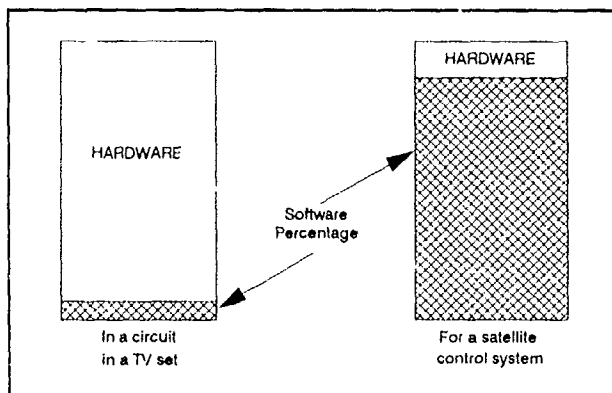 HARDWARE
HARDWARE
Software
Percentage
In a circuit
in a TV set
For a satellite
control system